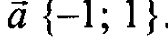 a⃗ {−1; 1}.